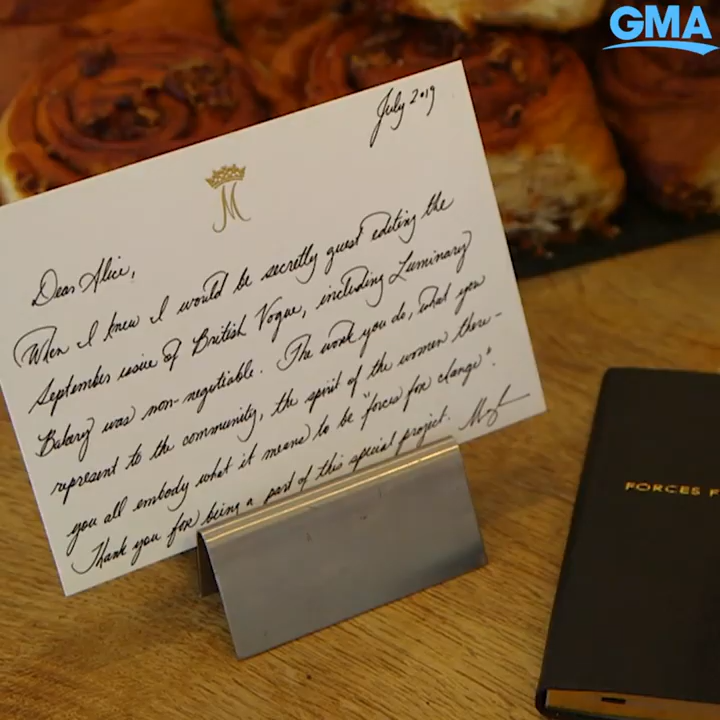 GMA
July 2019
M
Dear Alice,
When I knew I would be secretly guest editing the
September issue of British Vogue, including Luminary
Bakery was non-negotiable. The work you do, what you
represent to the community, the spirit of the women there-
you all embody what it means to be "forces for change".
Thank you for being a part of this special project.
FORCES F